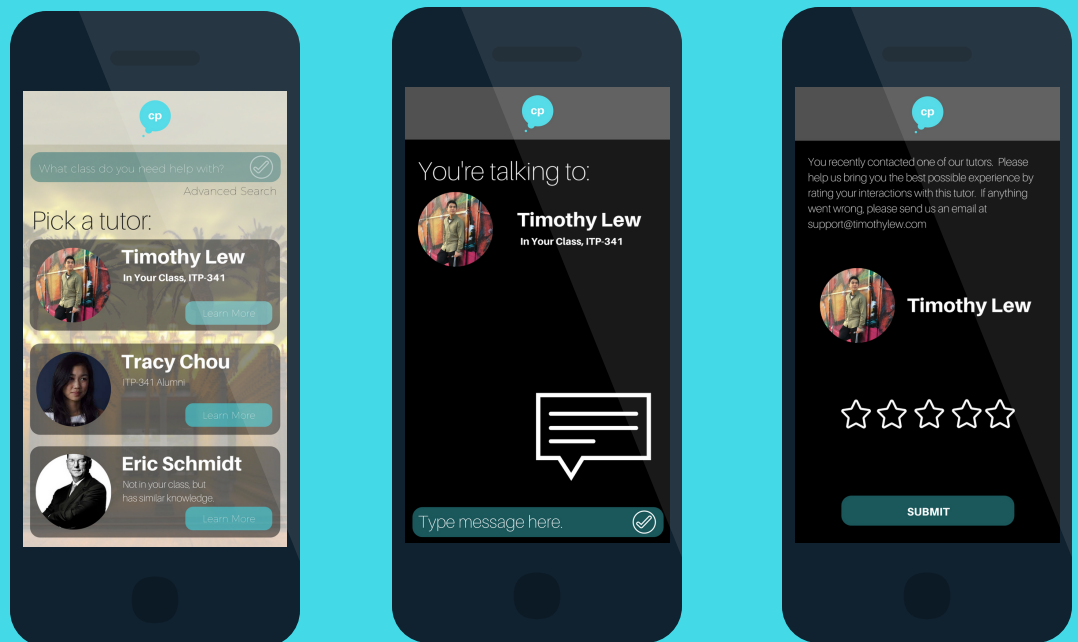 cp
What class do you need help with?
Advanced Search
Pick a tutor:
Timothy Lew
In Your Class, ITP-341
Learn More
Tracy Chou
ITP-341 Alumni
Learn More
Eric Schmidt
Not in your class, but
has similar knowledge.
Learn More
cp
You're talking to:
Timothy Lew
In Your Class, ITP-341
Type message here.
cp
You recently contacted one of our tutors. Please
help us bring you the best possible experience by
rating your interactions with this tutor. If anything
went wrong, please send us an email at
support@timothylew.com
Timothy Lew
SUBMIT